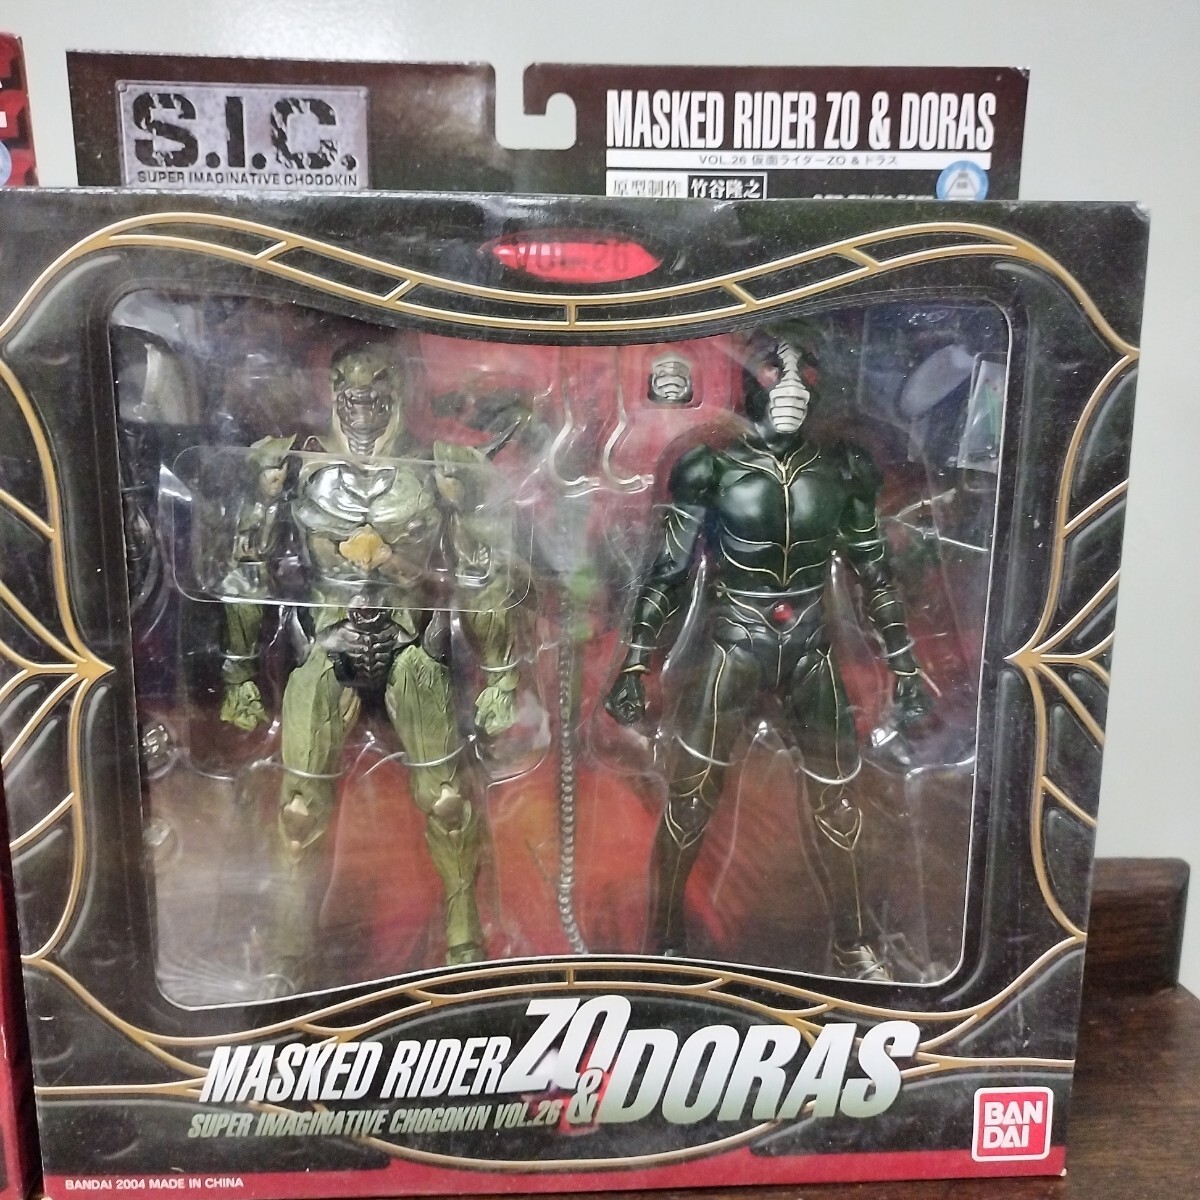 S.I.C.
SUPER IMAGINATIVE CHOGOKIN
MASKED RIDER ZO & DORAS
VOL.26 仮面ライダーZO & ドラス
原型制作 竹谷隆之
VOL.26
MASKED RIDER ZO & DORAS
SUPER IMAGINATIVE CHOGOKIN VOL.26
BAN
DAI
BANDAI 2004 MADE IN CHINA